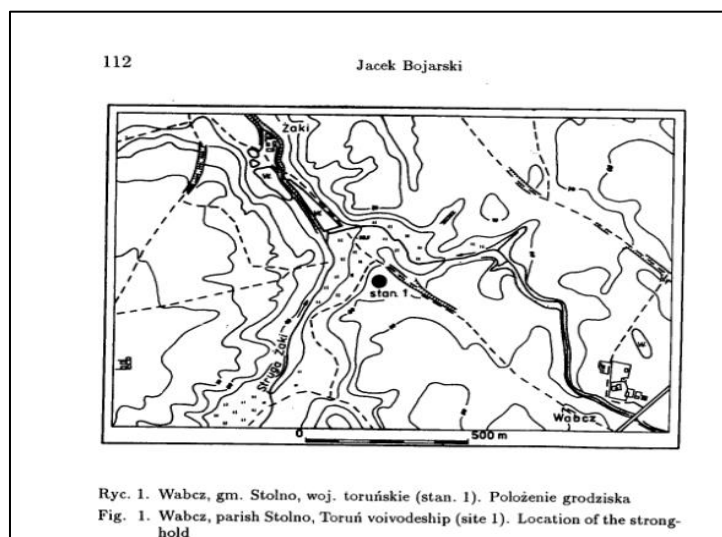 112
Jacek Bojarski
Żaki
stan. 1
Struga Żaki
Wabcz
0 500 m
Ryc. 1. Wabcz, gm. Stolno, woj. toruńskie (stan. 1). Położenie grodziska
Fig. 1. Wabcz, parish Stolno, Toruń voivodeship (site 1). Location of the strong-
hold